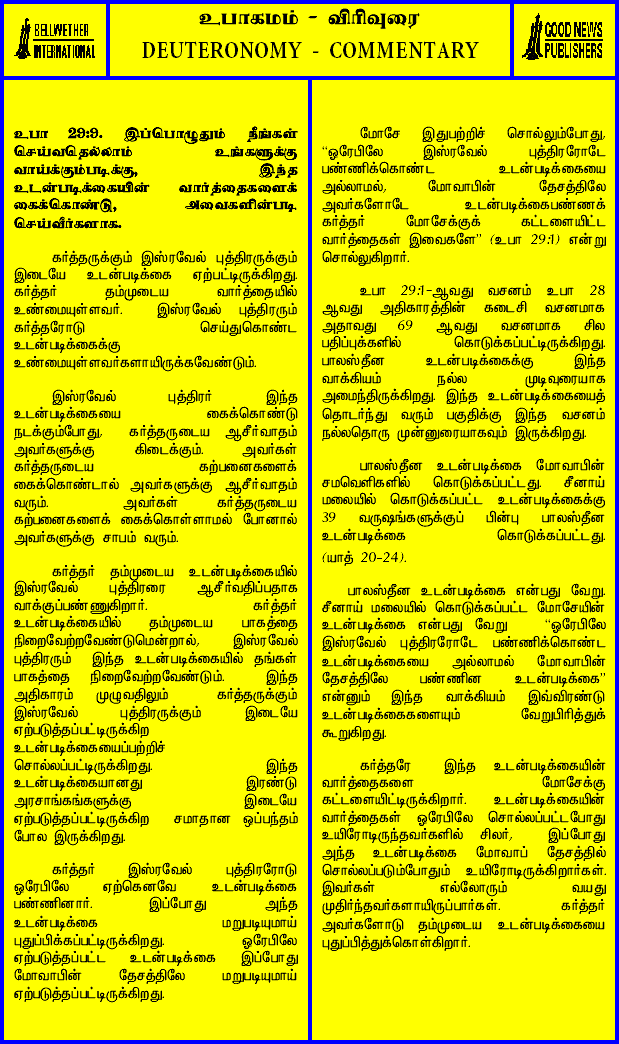 BELLWETHER
INTERNATIONAL
உபாகமம் - விரிவுரை
DEUTERONOMY - COMMENTARY
GOOD NEWS
PUBLISHERS
உபா 29:9. இப்பொழுதும் நீங்கள்
செய்வதெல்லாம் உங்களுக்கு
வாய்க்கும்படிக்கு, இந்த
உடன்படிக்கையின் வார்த்தைகளைக்
கைக்கொண்டு, அவைகளின்படி
செய்வீர்களாக.
கர்த்தருக்கும் இஸ்ரவேல் புத்திரருக்கும்
இடையே உடன்படிக்கை ஏற்பட்டிருக்கிறது.
கர்த்தர் தம்முடைய வார்த்தையில்
உண்மையுள்ளவர். இஸ்ரவேல் புத்திரரும்
கர்த்தரோடு செய்துகொண்ட
உடன்படிக்கைக்கு
உண்மையுள்ளவர்களாயிருக்கவேண்டும்.
இஸ்ரவேல் புத்திரர் இந்த
உடன்படிக்கையை கைக்கொண்டு
நடக்கும்போது, கர்த்தருடைய ஆசீர்வாதம்
அவர்களுக்கு கிடைக்கும். அவர்கள்
கர்த்தருடைய கற்பனைகளைக்
கைக்கொண்டால் அவர்களுக்கு ஆசீர்வாதம்
வரும். அவர்கள் கர்த்தருடைய
கற்பனைகளைக் கைக்கொள்ளாமல் போனால்
அவர்களுக்கு சாபம் வரும்.
கர்த்தர் தம்முடைய உடன்படிக்கையில்
இஸ்ரவேல் புத்திரரை ஆசீர்வதிப்பதாக
வாக்குப்பண்ணுகிறார். கர்த்தர்
உடன்படிக்கையில் தம்முடைய பாகத்தை
நிறைவேற்றவேண்டுமென்றால், இஸ்ரவேல்
புத்திரரும் இந்த உடன்படிக்கையில் தங்கள்
பாகத்தை நிறைவேற்றவேண்டும். இந்த
அதிகாரம் முழுவதிலும் கர்த்தருக்கும்
இஸ்ரவேல் புத்திரருக்கும் இடையே
ஏற்படுத்தப்பட்டிருக்கிற
உடன்படிக்கையைப்பற்றிச்
சொல்லப்பட்டிருக்கிறது. இந்த
உடன்படிக்கையானது இரண்டு
அரசாங்கங்களுக்கு இடையே
ஏற்படுத்தப்பட்டிருக்கிற சமாதான ஒப்பந்தம்
போல இருக்கிறது.
கர்த்தர் இஸ்ரவேல் புத்திரரோடு
ஒரேபிலே ஏற்கெனவே உடன்படிக்கை
பண்ணினார். இப்போது அந்த
உடன்படிக்கை மறுபடியுமாய்
புதுப்பிக்கப்பட்டிருக்கிறது. ஒரேபிலே
ஏற்படுத்தப்பட்ட உடன்படிக்கை இப்போது
மோவாபின் தேசத்திலே மறுபடியுமாய்
ஏற்படுத்தப்பட்டிருக்கிறது.
மோசே இதுபற்றிச் சொல்லும்போது,
"ஒரேபிலே இஸ்ரவேல் புத்திரரோடே
பண்ணிக்கொண்ட உடன்படிக்கையை
அல்லாமல், மோவாபின் தேசத்திலே
அவர்களோடே உடன்படிக்கைபண்ணக்
கர்த்தர் மோசேக்குக் கட்டளையிட்ட
வார்த்தைகள் இவைகளே" (உபா 29:1) என்று
சொல்லுகிறார்.
உபா 29:1-ஆவது வசனம் உபா 28
ஆவது அதிகாரத்தின் கடைசி வசனமாக
அதாவது 69 ஆவது வசனமாக சில
பதிப்புக்களில் கொடுக்கப்பட்டிருக்கிறது.
பாலஸ்தீன உடன்படிக்கைக்கு இந்த
வாக்கியம் நல்ல முடிவுரையாக
அமைந்திருக்கிறது. இந்த உடன்படிக்கையைத்
தொடர்ந்து வரும் பகுதிக்கு இந்த வசனம்
நல்லதொரு முன்னுரையாகவும் இருக்கிறது.
பாலஸ்தீன உடன்படிக்கை மோவாபின்
சமவெளிகளில் கொடுக்கப்பட்டது. சீனாய்
மலையில் கொடுக்கப்பட்ட உடன்படிக்கைக்கு
39 வருஷங்களுக்குப் பின்பு பாலஸ்தீன
உடன்படிக்கை கொடுக்கப்பட்டது.
(யாத் 20-24).
பாலஸ்தீன உடன்படிக்கை என்பது வேறு.
சீனாய் மலையில் கொடுக்கப்பட்ட மோசேயின்
உடன்படிக்கை என்பது வேறு "ஒரேபிலே
இஸ்ரவேல் புத்திரரோடே பண்ணிக்கொண்ட
உடன்படிக்கையை அல்லாமல் மோவாபின்
தேசத்திலே பண்ணின உடன்படிக்கை"
என்னும் இந்த வாக்கியம் இவ்விரண்டு
உடன்படிக்கைகளையும் வேறுபிரித்துக்
கூறுகிறது.
கர்த்தரே இந்த உடன்படிக்கையின்
வார்த்தைகளை மோசேக்கு
கட்டளையிட்டிருக்கிறார். உடன்படிக்கையின்
வார்த்தைகள் ஒரேபிலே சொல்லப்பட்டபோது
உயிரோடிருந்தவர்களில் சிலர், இப்போது
அந்த உடன்படிக்கை மோவாப் தேசத்தில்
சொல்லப்படும்போதும் உயிரோடிருக்கிறார்கள்.
இவர்கள் எல்லோரும் வயது
முதிர்ந்தவர்களாயிருப்பார்கள். கர்த்தர்
அவர்களோடு தம்முடைய உடன்படிக்கையை
புதுப்பித்துக்கொள்கிறார்.